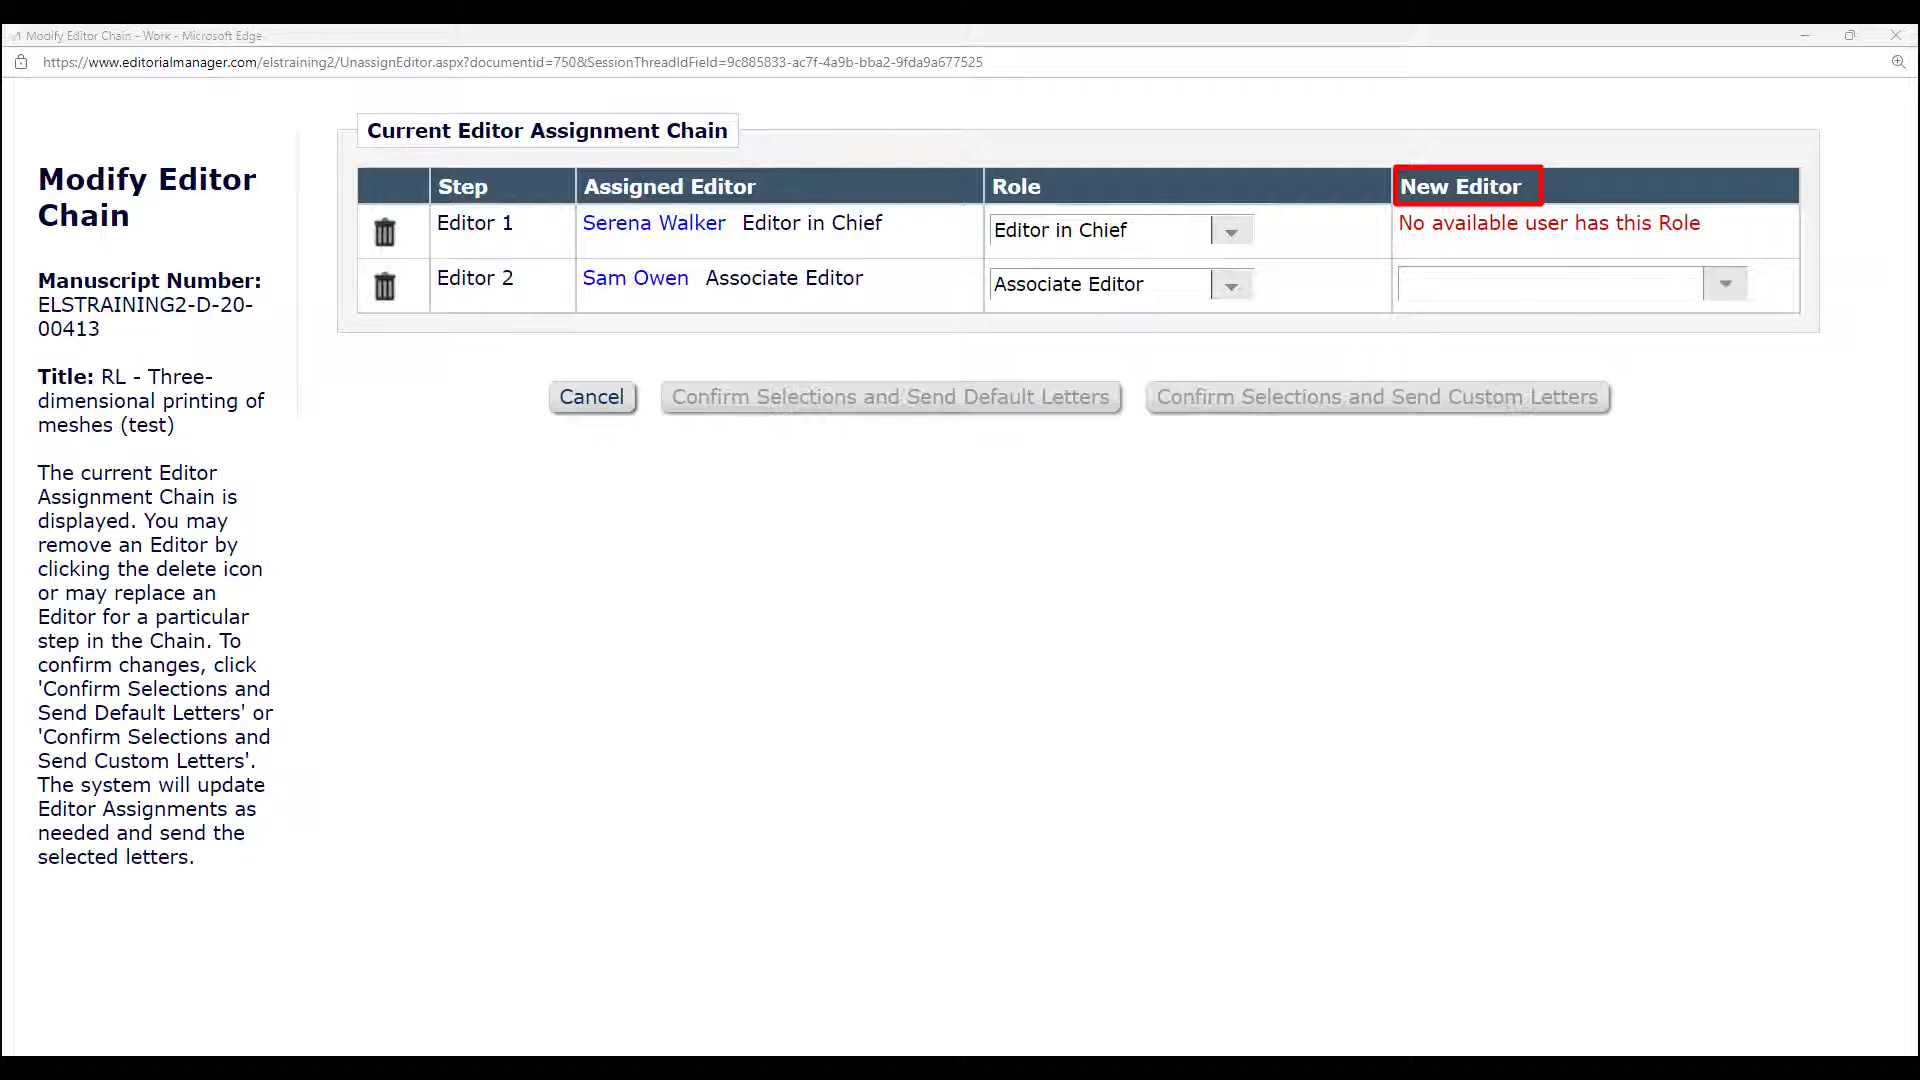 Modify Editor Chain - Work - Microsoft Edge
https://www.editorialmanager.com/elstraining2/UnassignEditor.aspx?documentid=750&SessionThreadIdField=9c885833-ac7f-4a9b-bba2-9fda9a677525
Modify Editor
Chain
Manuscript Number:
ELSTRAINING2-D-20-
00413
Title: RL - Three-
dimensional printing of
meshes (test)
The current Editor
Assignment Chain is
displayed. You may
remove an Editor by
clicking the delete icon
or may replace an
Editor for a particular
step in the Chain. To
confirm changes, click
'Confirm Selections and
Send Default Letters' or
'Confirm Selections and
Send Custom Letters'.
The system will update
Editor Assignments as
needed and send the
selected letters.
Current Editor Assignment Chain
Step Assigned Editor Role New Editor
Editor 1 Serena Walker Editor in Chief Editor in Chief No available user has this Role
Editor 2 Sam Owen Associate Editor Associate Editor
Cancel Confirm Selections and Send Default Letters Confirm Selections and Send Custom Letters